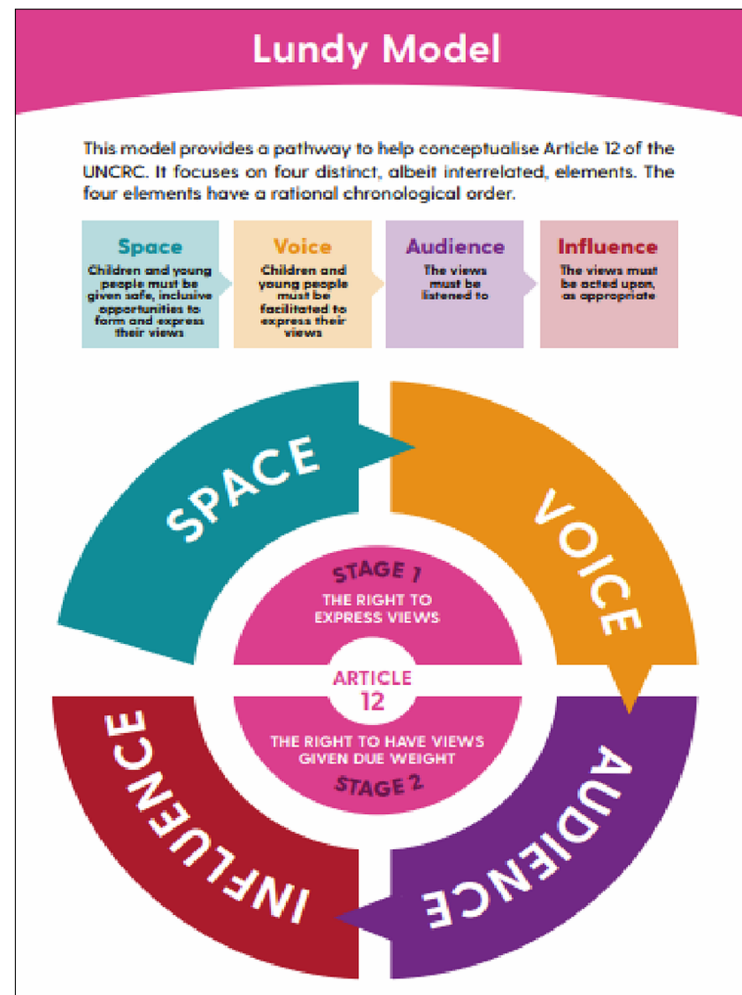 Lundy Model
This model provides a pathway to help conceptualise Article 12 of the
UNCRC. It focuses on four distinct, albeit interrelated, elements. The
four elements have a rational chronological order.
Space
Children and young
people must be
given safe, inclusive
opportunities to
form and express
their views
Voice
Children and
young people
must be
facilitated to
express their
views
Audience
The views
must be
listened to
Influence
The views must
be acted upon,
as appropriate
SPACE
VOICE
STAGE 1
THE RIGHT TO
EXPRESS VIEWS
ARTICLE
12
THE RIGHT TO HAVE VIEWS
GIVEN DUE WEIGHT
STAGE 2
INFLUENCE
AUDIENCE